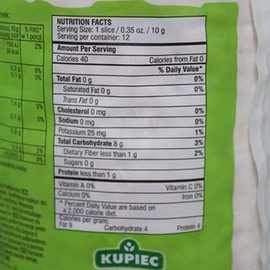 NUTRITION FACTS
Serving Size: 1 slice / 0.35 oz. / 10 g
Serving per container: 12
Amount Per Serving
Calories 40 Calories from Fat 0
% Daily Value*
Total Fat 0 g 0%
Saturated Fat 0 g 0%
Trans Fat 0 g
Cholesterol 0 mg 0%
Sodium 0 mg 0%
Potassium 25 mg 1%
Total Carbohydrate 8 g 3%
Dietary Fiber less than 1 g 2%
Sugars 0 g
Protein less than 1 g
Vitamin A 0% Vitamin C 0%
Calcium 0% Iron 0%
* Percent Daily Value are based on
a 2,000 calorie diet.
Calories per gram:
Fat 9 Carbohydrate 4 Protein 4
KUPIEC